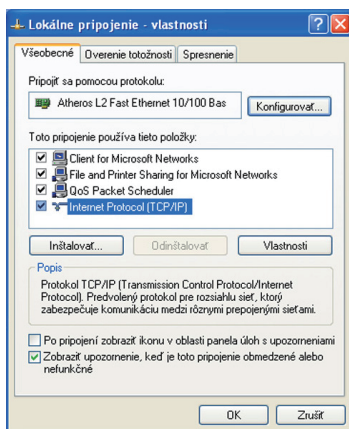 Lokálne pripojenie - vlastnosti
Všeobecné Overenie totožnosti Spresnenie
Pripojiť sa pomocou protokolu:
Atheros L2 Fast Ethernet 10/100 Bas
Konfigurovať...
Toto pripojenie používa tieto položky:
Client for Microsoft Networks
File and Printer Sharing for Microsoft Networks
QoS Packet Scheduler
Internet Protocol (TCP/IP)
Inštalovať... Odinštalovať Vlastnosti
Popis
Protokol TCP/IP (Transmission Control Protocol/Internet
Protocol). Predvolený protokol pre rozsiahlu sieť, ktorý
zabezpečuje komunikáciu medzi rôznymi prepojenými sieťami.
Po pripojení zobraziť ikonu v oblasti panela úloh s upozorneniami
Zobraziť upozornenie, keď je toto pripojenie obmedzené alebo
nefunkčné
OK Zrušiť